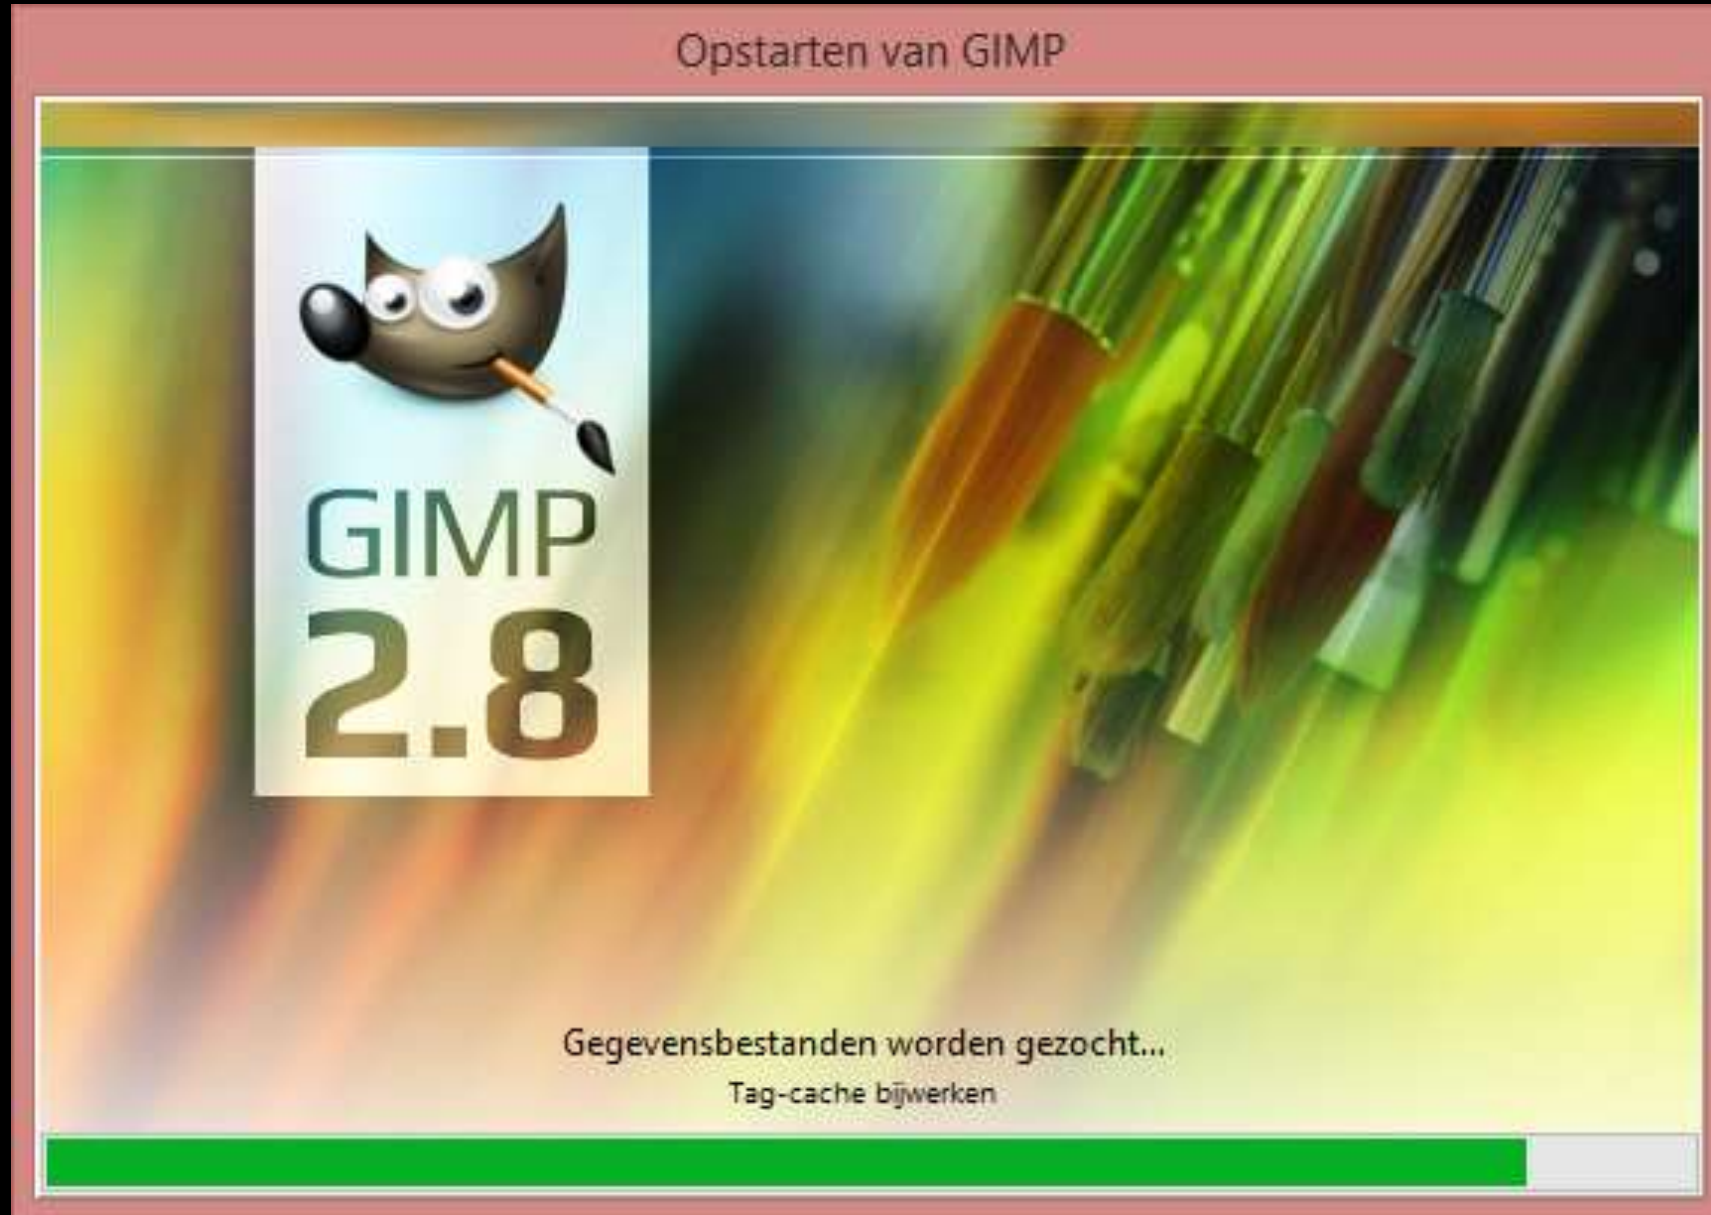 Opstarten van GIMP
GIMP
2.8
Gegevensbestanden worden gezocht...
Tag-cache bijwerken